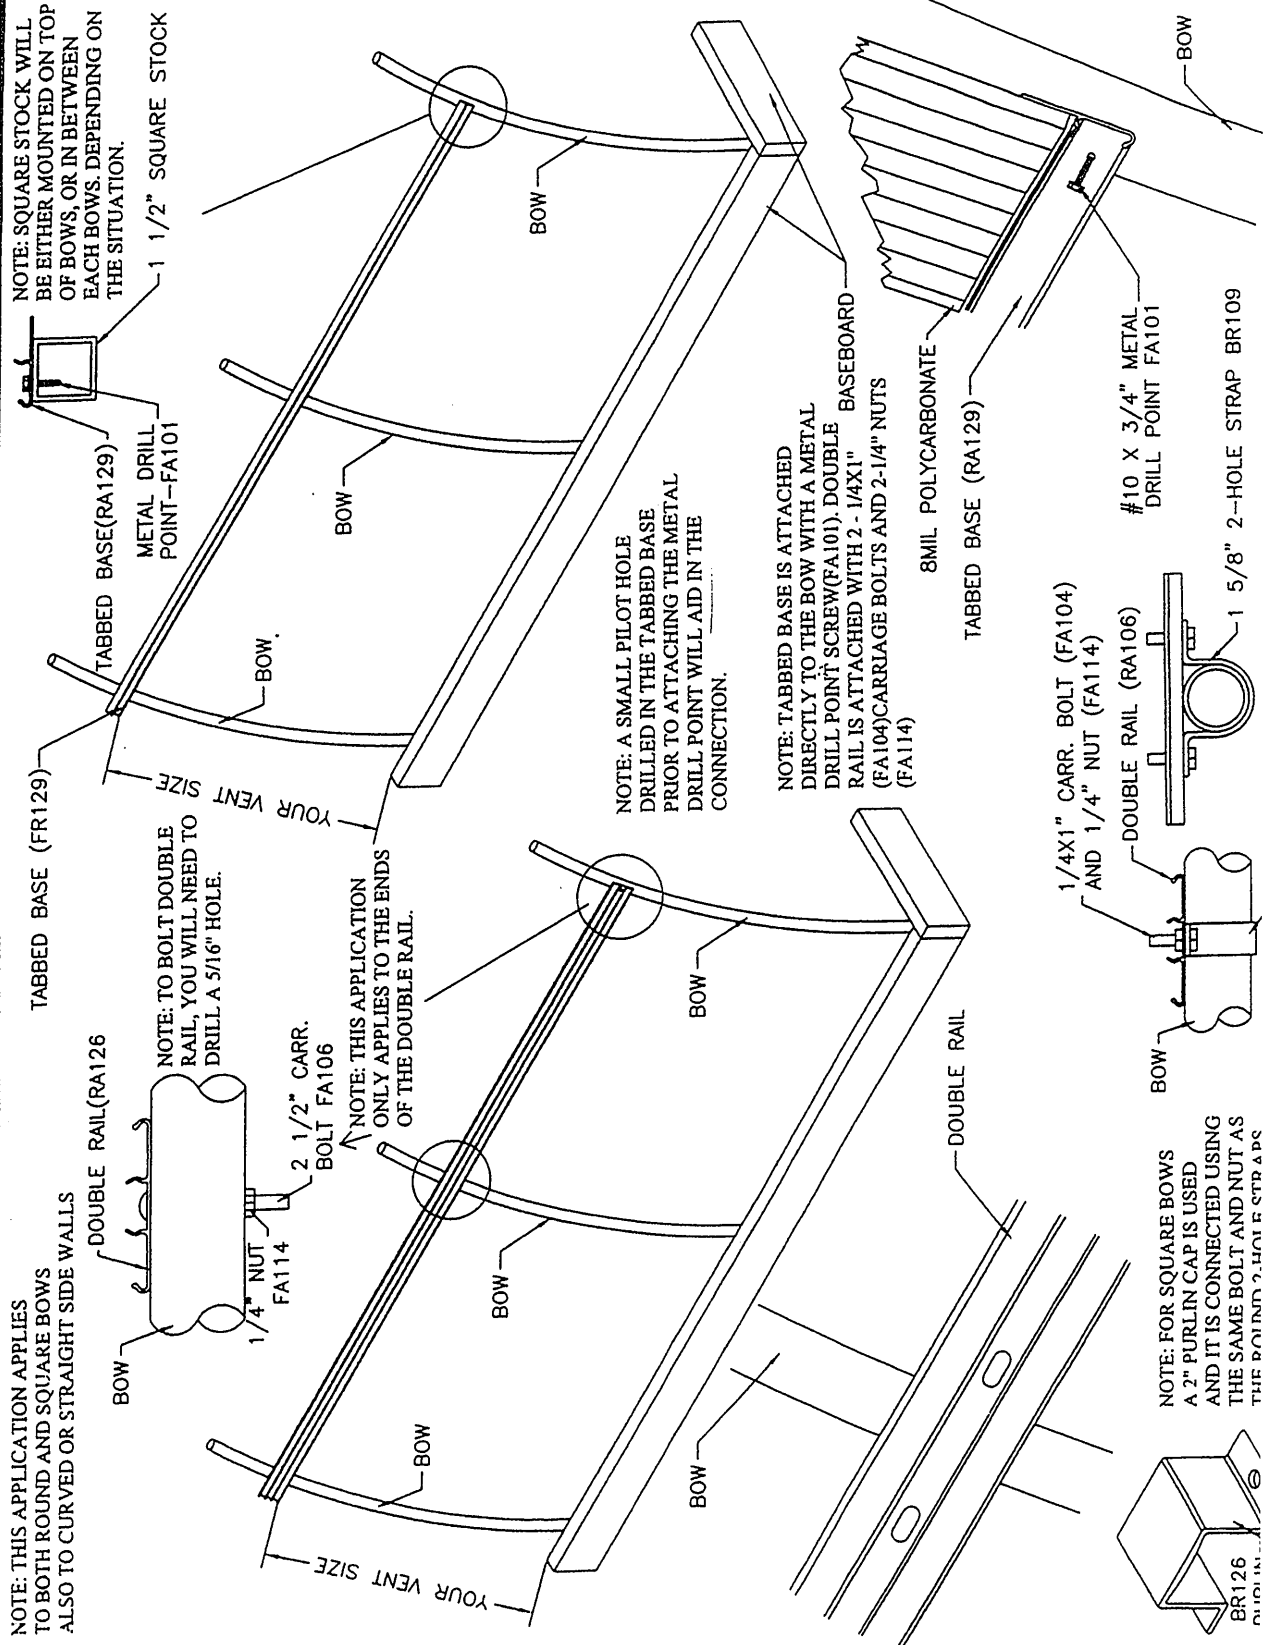 NOTE: THIS APPLICATION APPLIES
TO BOTH ROUND AND SQUARE BOWS
ALSO TO CURVED OR STRAIGHT SIDE WALLS
DOUBLE RAIL(RA126
BOW
1/4" NUT
FA114
2 1/2" CARR.
BOLT FA106
NOTE: TO BOLT DOUBLE
RAIL, YOU WILL NEED TO
DRILL A 5/16" HOLE.
NOTE: THIS APPLICATION
ONLY APPLIES TO THE ENDS
OF THE DOUBLE RAIL.
YOUR VENT SIZE
BOW
BOW
BOW
BOW
DOUBLE RAIL
TABBED BASE (FR129)
TABBED BASE(RA129)
METAL DRILL
POINT-FA101
NOTE: SQUARE STOCK WILL
BE EITHER MOUNTED ON TOP
OF BOWS, OR IN BETWEEN
EACH BOWS. DEPENDING ON
THE SITUATION.
1 1/2" SQUARE STOCK
YOUR VENT SIZE
BOW.
BOW
BOW
BASEBOARD
NOTE: A SMALL PILOT HOLE
DRILLED IN THE TABBED BASE
PRIOR TO ATTACHING THE METAL
DRILL POINT WILL AID IN THE
CONNECTION.
NOTE: TABBED BASE IS ATTACHED
DIRECTLY TO THE BOW WITH A METAL
DRILL POINT SCREW(FA101). DOUBLE
RAIL IS ATTACHED WITH 2 - 1/4X1"
(FA104)CARRIAGE BOLTS AND 2-1/4" NUTS
(FA114)
8MIL POLYCARBONATE
TABBED BASE (RA129)
#10 X 3/4" METAL
DRILL POINT FA101
BOW
1/4X1" CARR. BOLT (FA104)
AND 1/4" NUT (FA114)
DOUBLE RAIL (RA106)
1 5/8" 2-HOLE STRAP BR109
BOW
NOTE: FOR SQUARE BOWS
A 2" PURLIN CAP IS USED
AND IT IS CONNECTED USING
THE SAME BOLT AND NUT AS
THE ROUND 2-HOLE STRAPS
BR126